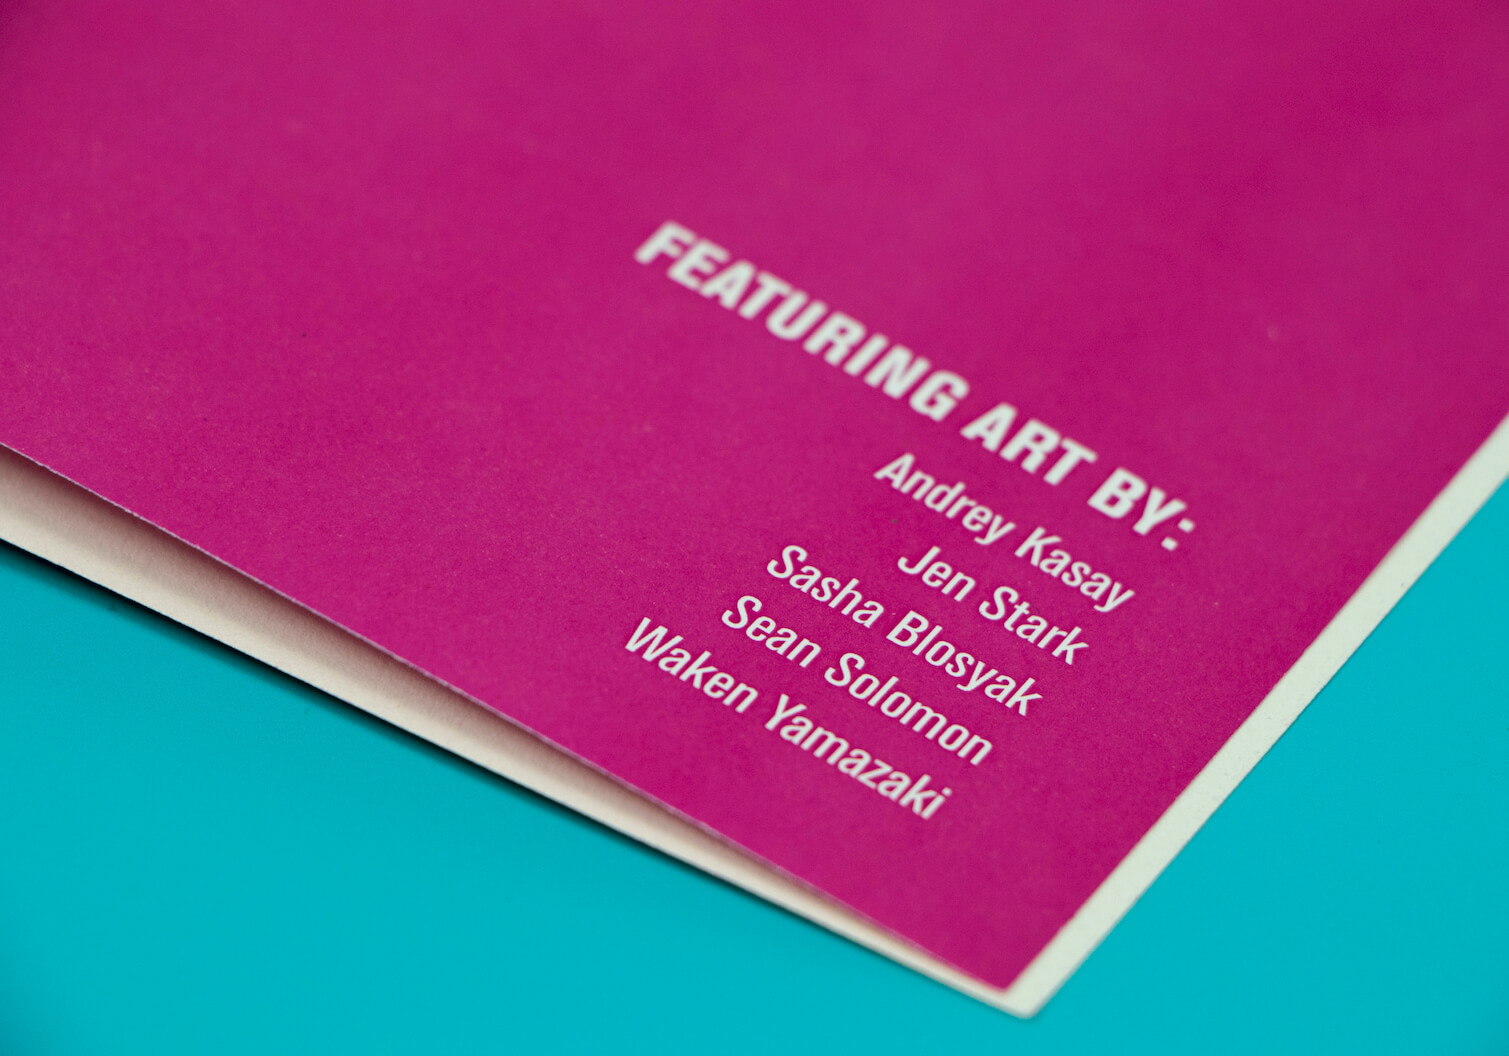 FEATURING ART BY:
Andrey Kasay
Jen Stark
Sasha Blosyak
Sean Solomon
Waken Yamazaki